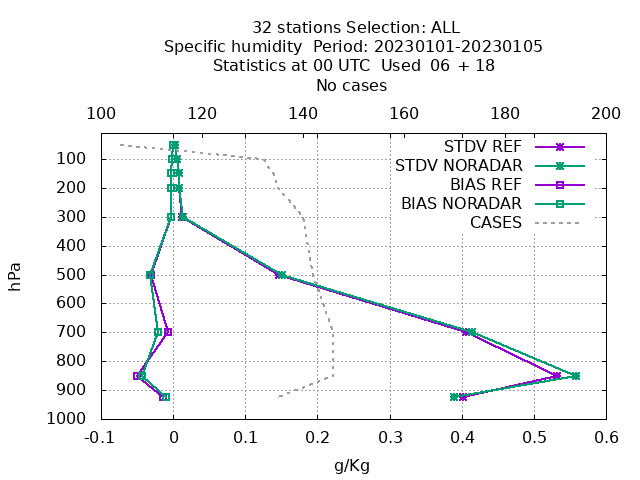 32 stations Selection: ALL
Specific humidity  Period: 20230101-20230105
Statistics at 00 UTC  Used  06 + 18
No cases
100 120 140 160 180 200
STDV REF
STDV NORADAR
BIAS REF
BIAS NORADAR
CASES
hPa
100
200
300
400
500
600
700
800
900
1000
-0.1 0 0.1 0.2 0.3 0.4 0.5 0.6
g/Kg